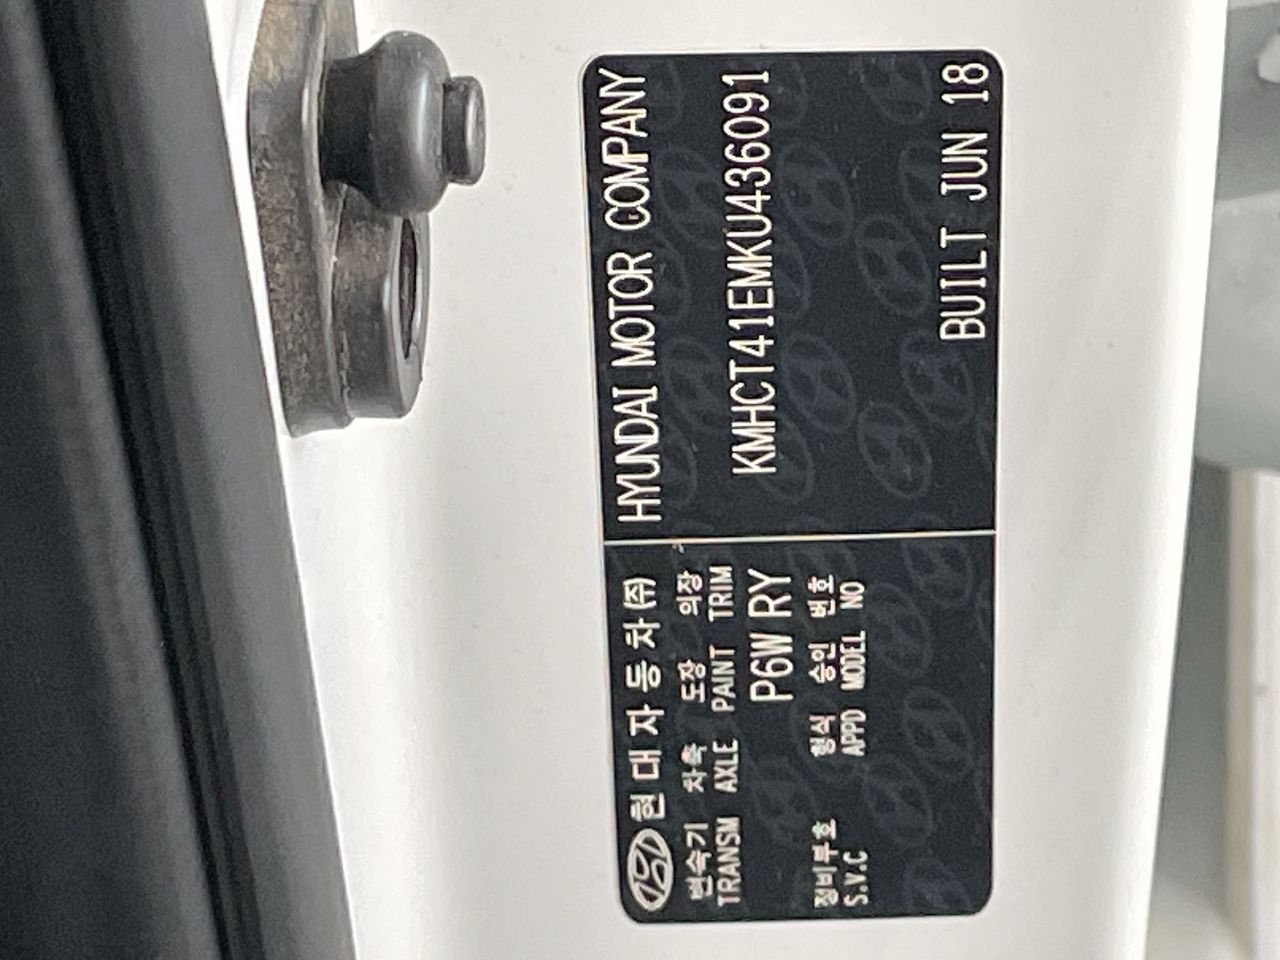 현대자동차(주)
변속기 차축 도장 의장
TRANSM AXLE PAINT TRIM
P6W RY
정비부호 형식 승인 번호
S.V.C APPD MODEL NO
HYUNDAI MOTOR COMPANY
KMHCT41EMKU436091
BUILT JUN 18